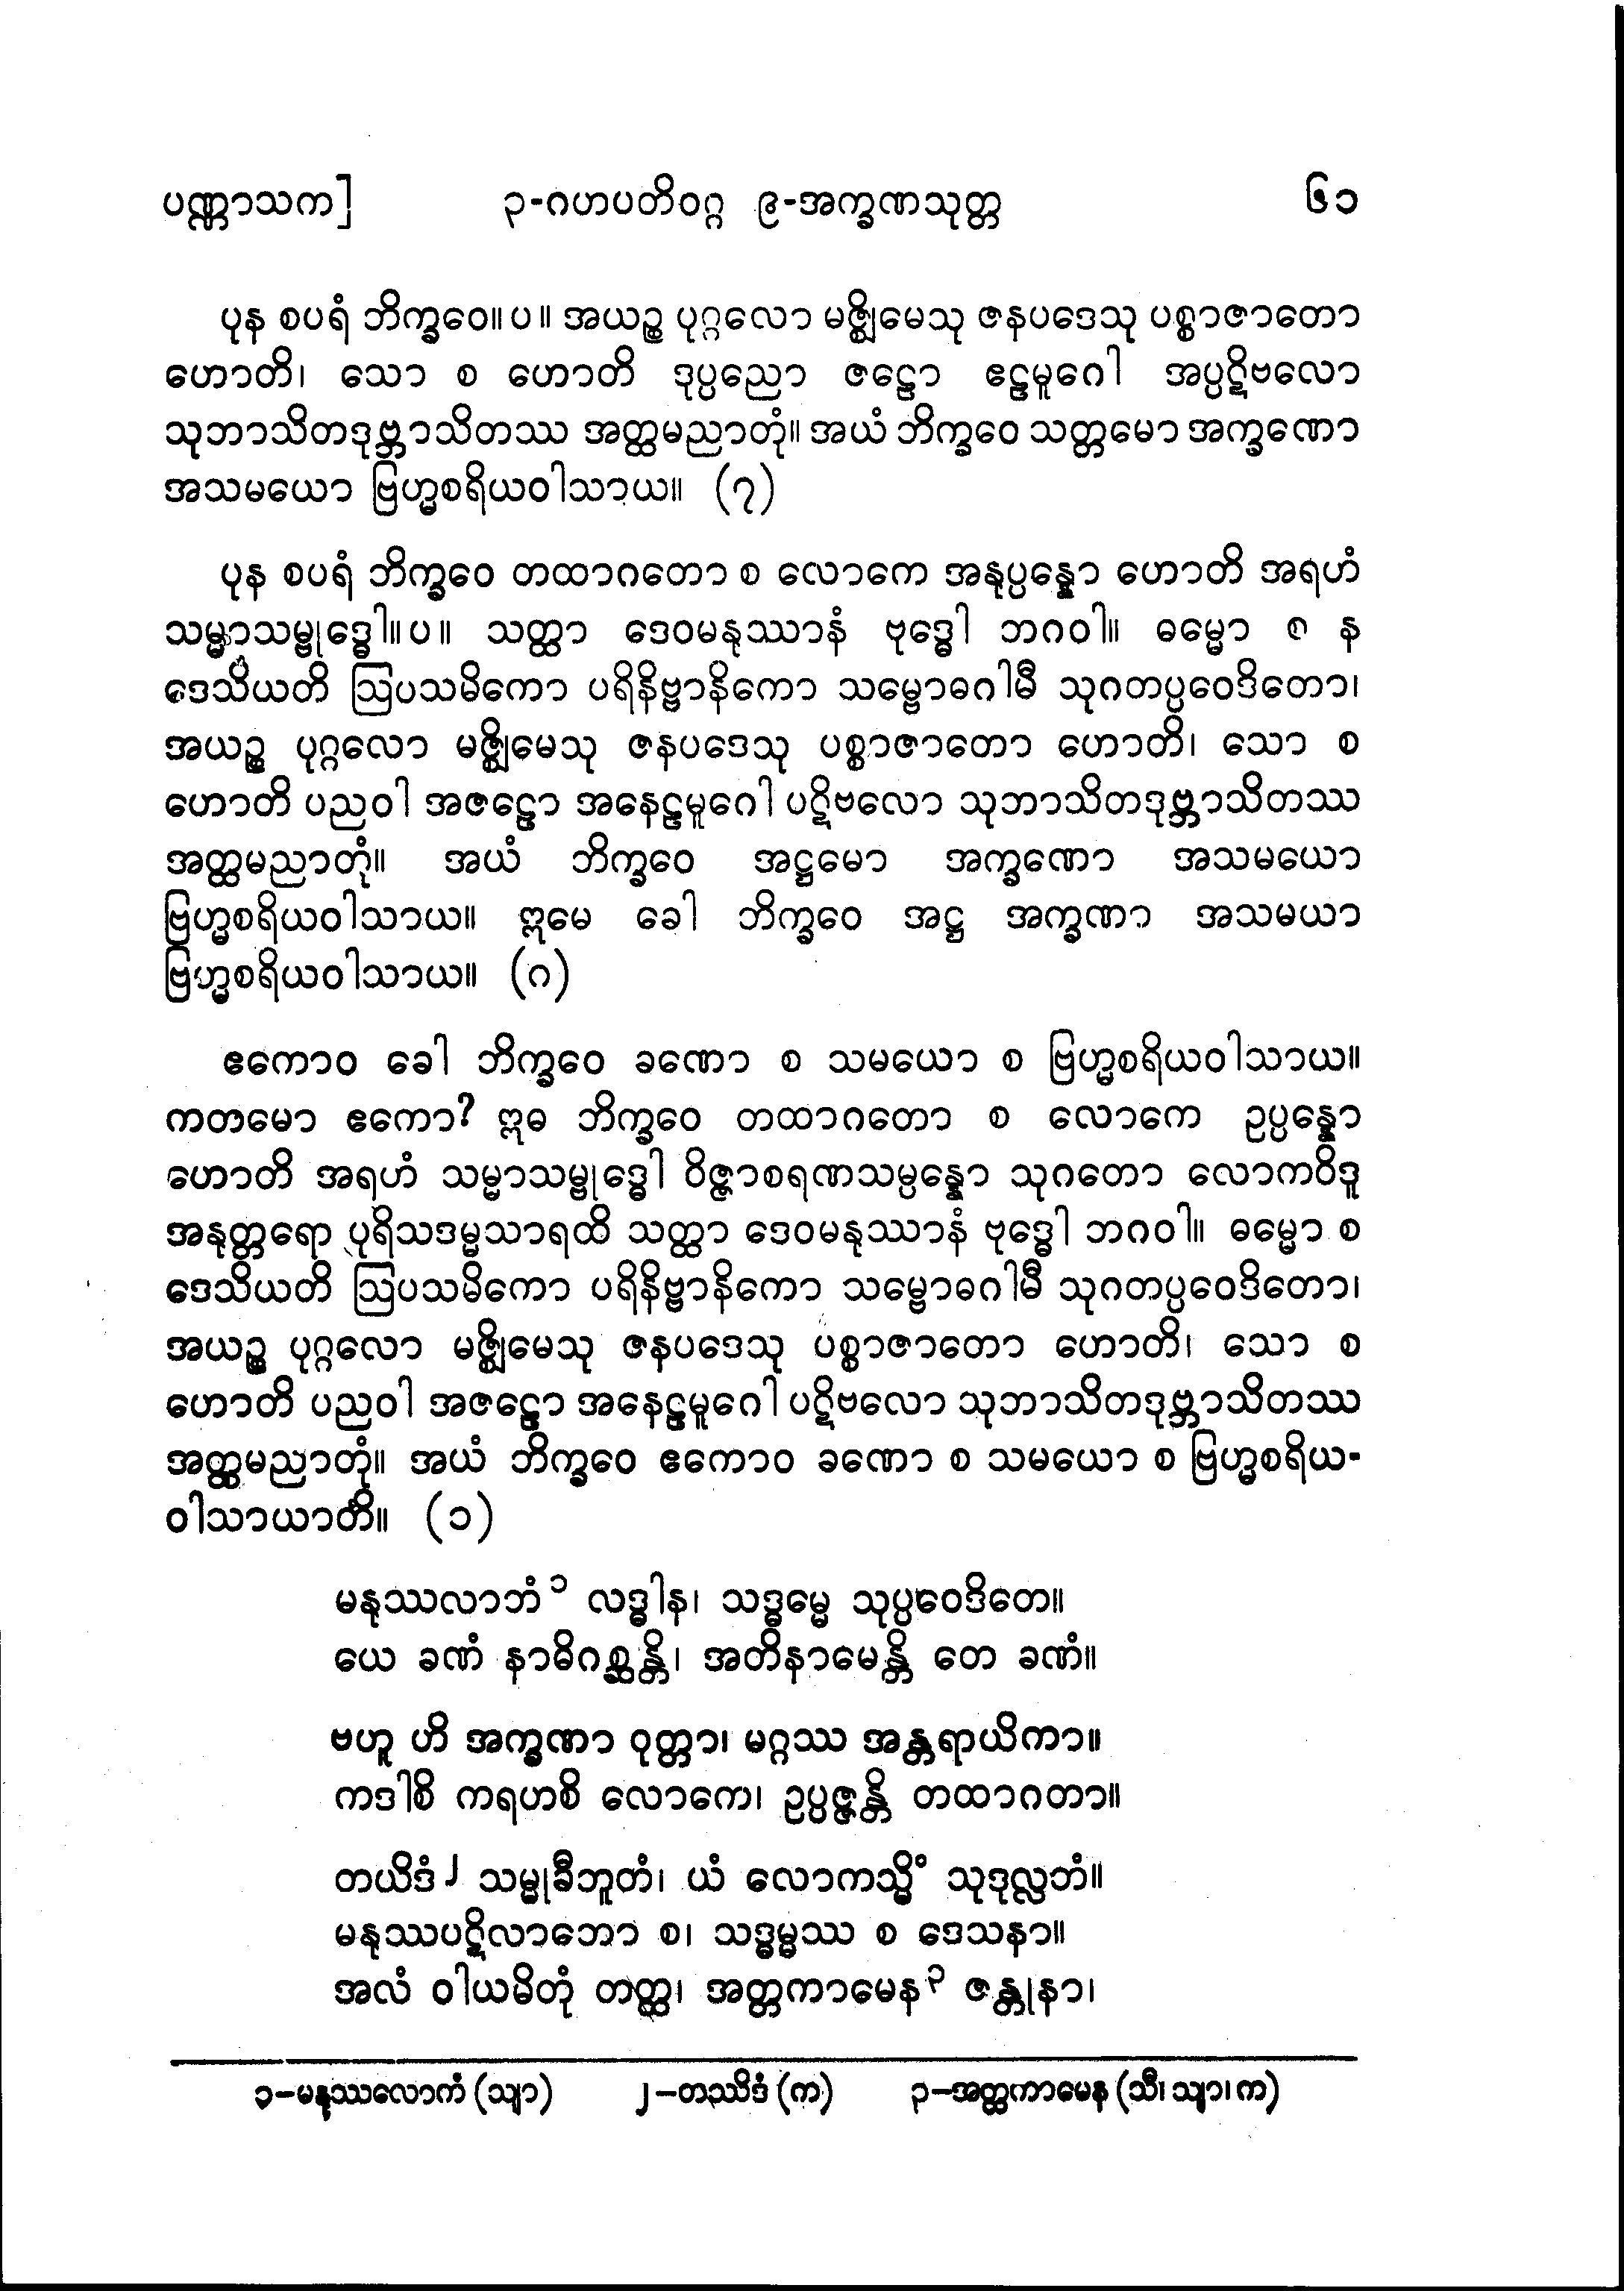 ပဏ္ဏာသက]	၃-ဂဟပတိဝဂ္ဂ ၉-အက္ခဏသုတ္တ	၆၁
ပုန စပရံ ဘိက္ခဝေ။ပ။ အယဉ္စ ပုဂ္ဂလော မဇ္ဈိမေသု ဇနပဒေသု ပစ္စာဇာတော
ဟောတိ၊ သော စ ဟောတိ ဒုပ္ပညော ဇဠော ဧဠမူဂေါ အပ္ပဋိဗလော
သုဘာသိတဒုဗ္ဘာသိတဿ အတ္ထမညာတုံ။ အယံ ဘိက္ခဝေ သတ္တမော အက္ခဏော
အသမယော ဗြဟ္မစရိယဝါသာယ။ (၇)
ပုန စပရံ ဘိက္ခဝေ တထာဂတော စ လောကေ အနုပ္ပန္နော ဟောတိ အရဟံ
သမ္မာသမ္ဗုဒ္ဓေါ။ပ။ သတ္ထာ ဒေဝမနုဿာနံ ဗုဒ္ဓေါ ဘဂဝါ။ ဓမ္မော စ န
ဒေသိယတိ ဩပသမိကော ပရိနိဗ္ဗာနိကော သမ္ဗောဓဂါမီ သုဂတပ္ပဝေဒိတော၊
အယဉ္စ ပုဂ္ဂလော မဇ္ဈိမေသု ဇနပဒေသု ပစ္စာဇာတော ဟောတိ၊ သော စ
ဟောတိ ပညဝါ အဇဠော အနေဠမူဂေါ ပဋိဗလော သုဘာသိတဒုဗ္ဘာသိတဿ
အတ္ထမညာတုံ။ အယံ ဘိက္ခဝေ အဋ္ဌမော အက္ခဏော အသမယော
ဗြဟ္မစရိယဝါသာယ။ ဣမေ ခေါ ဘိက္ခဝေ အဋ္ဌ အက္ခဏာ အသမယာ
ဗြဟ္မစရိယဝါသာယ။ (ဂ)
ဧကောဝ ခေါ ဘိက္ခဝေ ခဏော စ သမယော စ ဗြဟ္မစရိယဝါသာယ။
ကတမော ဧကော? ဣဓ ဘိက္ခဝေ တထာဂတော စ လောကေ ဥပ္ပန္နော
ဟောတိ အရဟံ သမ္မာသမ္ဗုဒ္ဓေါ ဝိဇ္ဇာစရဏသမ္ပန္နော သုဂတော လောကဝိဒူ
အနုတ္တရော ပုရိသဒမ္မသာရထိ သတ္ထာ ဒေဝမနုဿာနံ ဗုဒ္ဓေါ ဘဂဝါ။ ဓမ္မော စ
ဒေသိယတိ ဩပသမိကော ပရိနိဗ္ဗာနိကော သမ္ဗောဓဂါမီ သုဂတပ္ပဝေဒိတော၊
အယဉ္စ ပုဂ္ဂလော မဇ္ဈိမေသု ဇနပဒေသု ပစ္စာဇာတော ဟောတိ၊ သော စ
ဟောတိ ပညဝါ အဇဠော အနေဠမူဂေါ ပဋိဗလော သုဘာသိတဒုဗ္ဘာသိတဿ
အတ္ထမညာတုံ။ အယံ ဘိက္ခဝေ ဧကောဝ ခဏော စ သမယော စ ဗြဟ္မစရိယ-
ဝါသာယာတိ။ (၁)
မနုဿလာဘံ၁ လဒ္ဓါန၊ သဒ္ဓမ္မေ သုပ္ပဝေဒိတေ။
ယေ ခဏံ နာဓိဂစ္ဆန္တိ၊ အတိနာမေန္တိ တေ ခဏံ။
ဗဟူ ဟိ အက္ခဏာ ဝုတ္တာ၊ မဂ္ဂဿ အန္တရာယိကာ။
ကဒါစိ ကရဟစိ လောကေ၊ ဥပ္ပဇ္ဇန္တိ တထာဂတာ။
တယိဒံ၂ သမ္မုခီဘူတံ၊ ယံ လောကသ္မိံ သုဒုလ္လဘံ။
မနုဿပဋိလာဘော စ၊ သဒ္ဓမ္မဿ စ ဒေသနာ။
အလံ ဝါယမိတုံ တတ္ထ၊ အတ္တကာမေန၃ ဇန္တုနာ၊
၁—မနုဿလောကံ (သျာ)	၂—တဿိဒံ (က)	၃—အတ္ထကာမေန (သီ၊ သျာ၊ က)